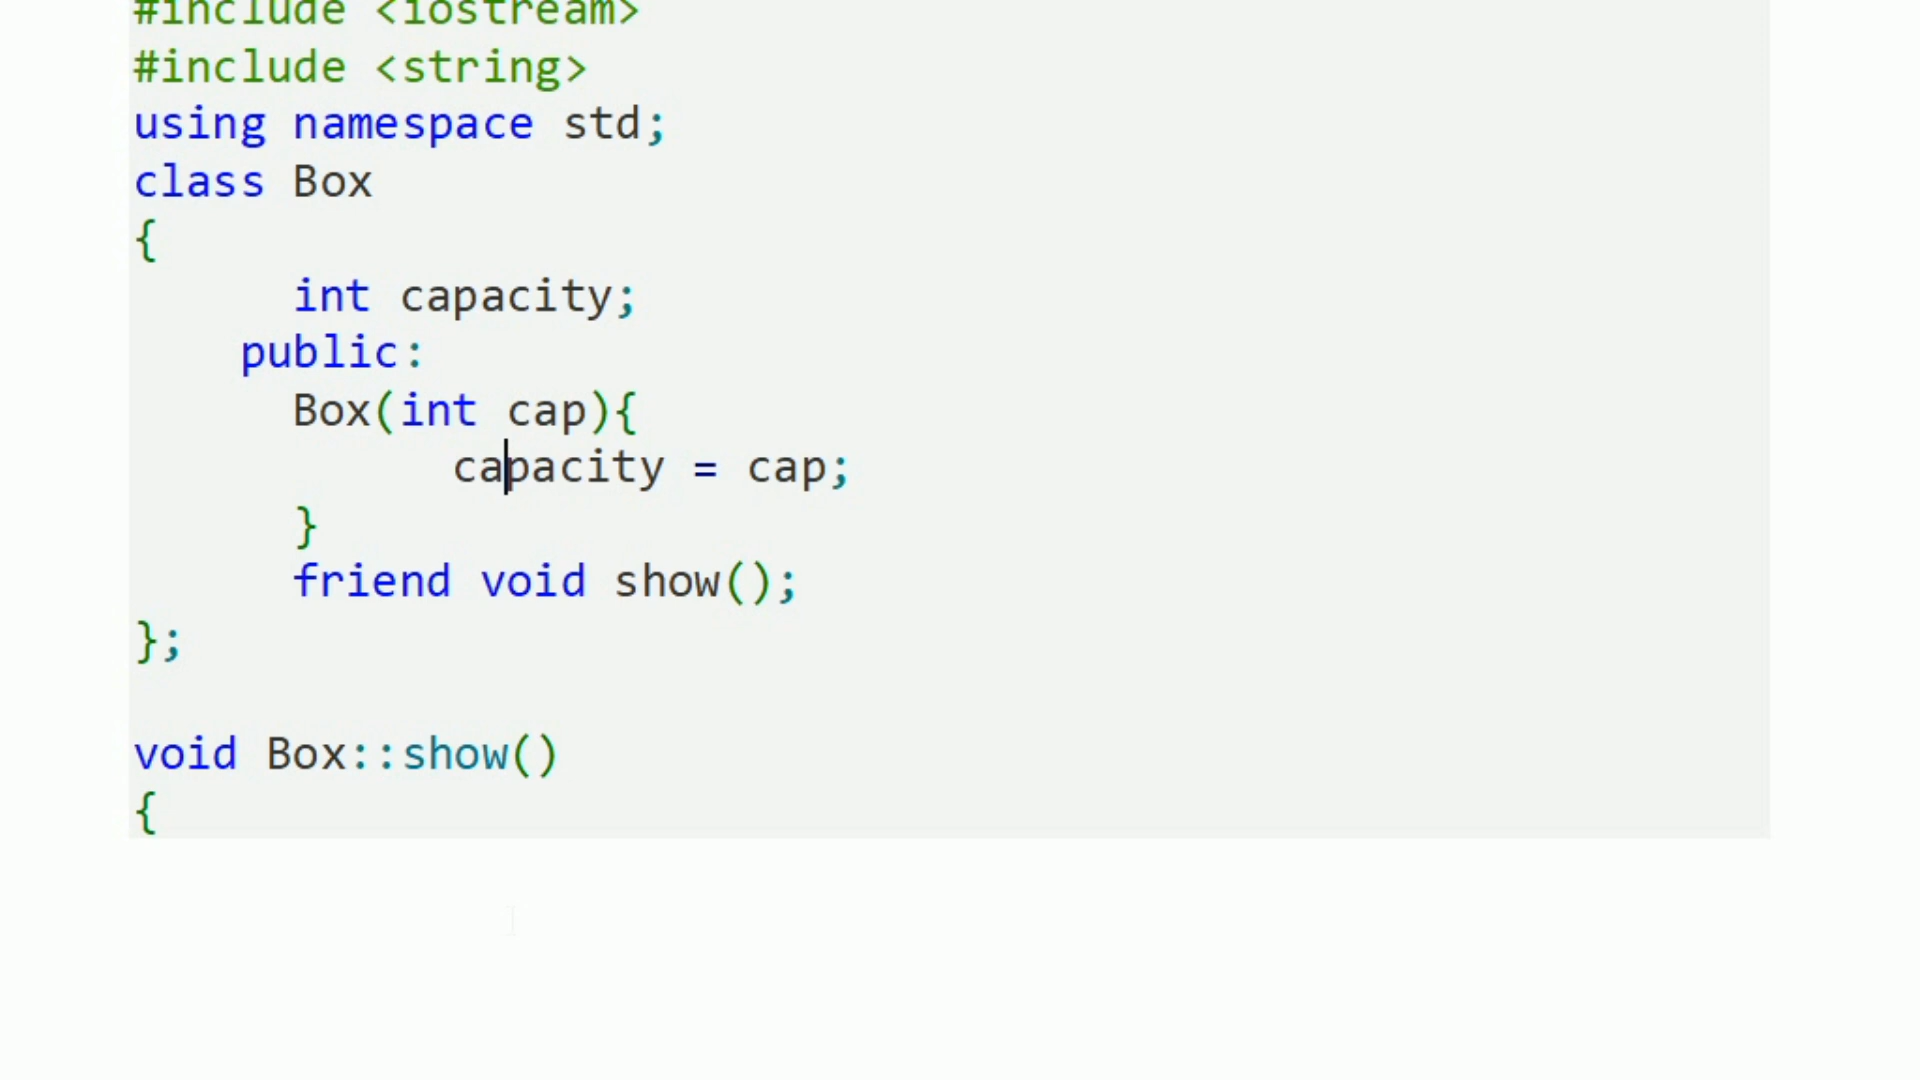 #include <iostream>
#include <string>
using namespace std;
class Box
{
int capacity;
public:
Box(int cap){
capacity = cap;
}
friend void show();
};
void Box::show()
{